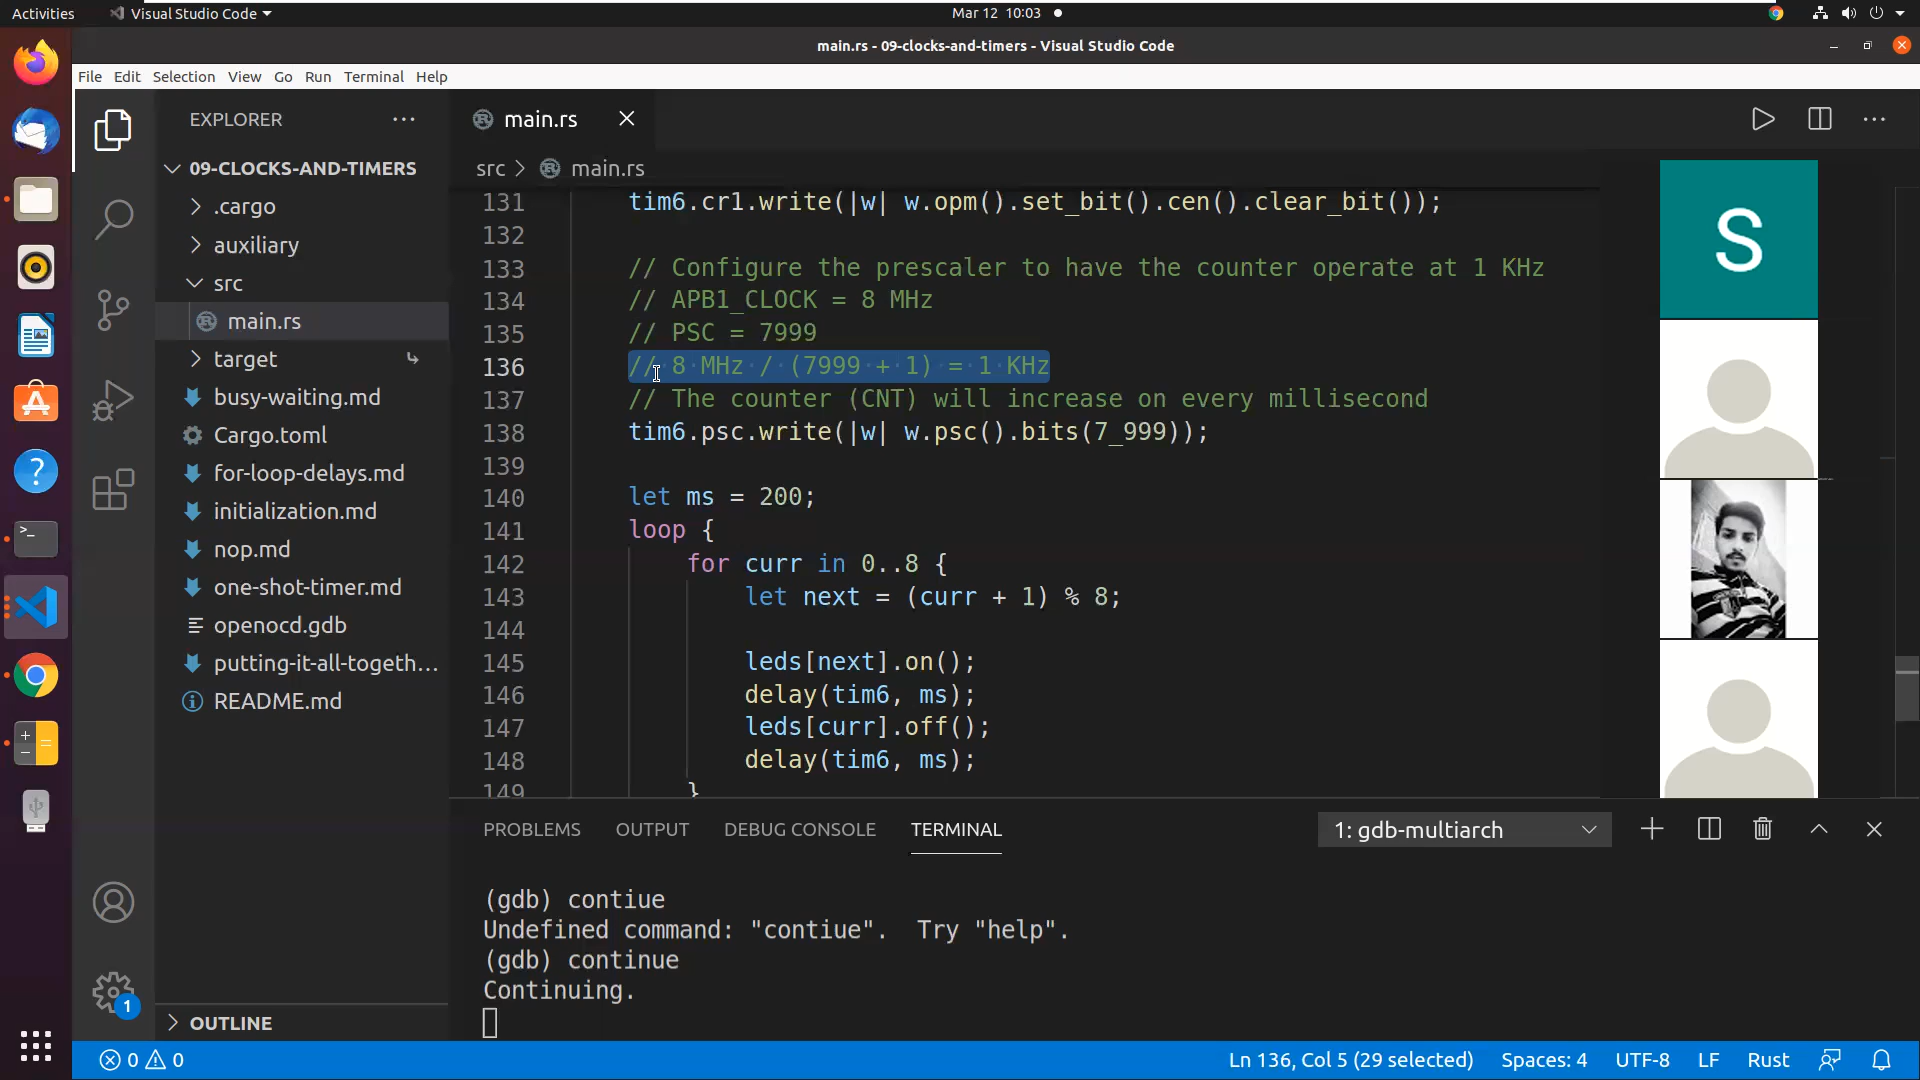 Activities
Visual Studio Code
Mar 12 10:03
main.rs - 09-clocks-and-timers - Visual Studio Code
File Edit Selection View Go Run Terminal Help
EXPLORER
09-CLOCKS-AND-TIMERS
.cargo
auxiliary
src
main.rs
target
busy-waiting.md
Cargo.toml
for-loop-delays.md
initialization.md
nop.md
one-shot-timer.md
openocd.gdb
putting-it-all-togeth...
README.md
OUTLINE
1
main.rs
src > main.rs
131 tim6.cr1.write(|w| w.opm().set_bit().cen().clear_bit());
132
133 // Configure the prescaler to have the counter operate at 1 KHz
134 // APB1_CLOCK = 8 MHz
135 // PSC = 7999
136 // 8 MHz / (7999 + 1) = 1 KHz
137 // The counter (CNT) will increase on every millisecond
138 tim6.psc.write(|w| w.psc().bits(7_999));
139
140 let ms = 200;
141 loop {
142 for curr in 0..8 {
143 let next = (curr + 1) % 8;
144
145 leds[next].on();
146 delay(tim6, ms);
147 leds[curr].off();
148 delay(tim6, ms);
149 }
S
PROBLEMS OUTPUT DEBUG CONSOLE TERMINAL
1: gdb-multiarch
(gdb) contiue
Undefined command: "contiue".  Try "help".
(gdb) continue
Continuing.
0 0
Ln 136, Col 5 (29 selected) Spaces: 4 UTF-8 LF Rust